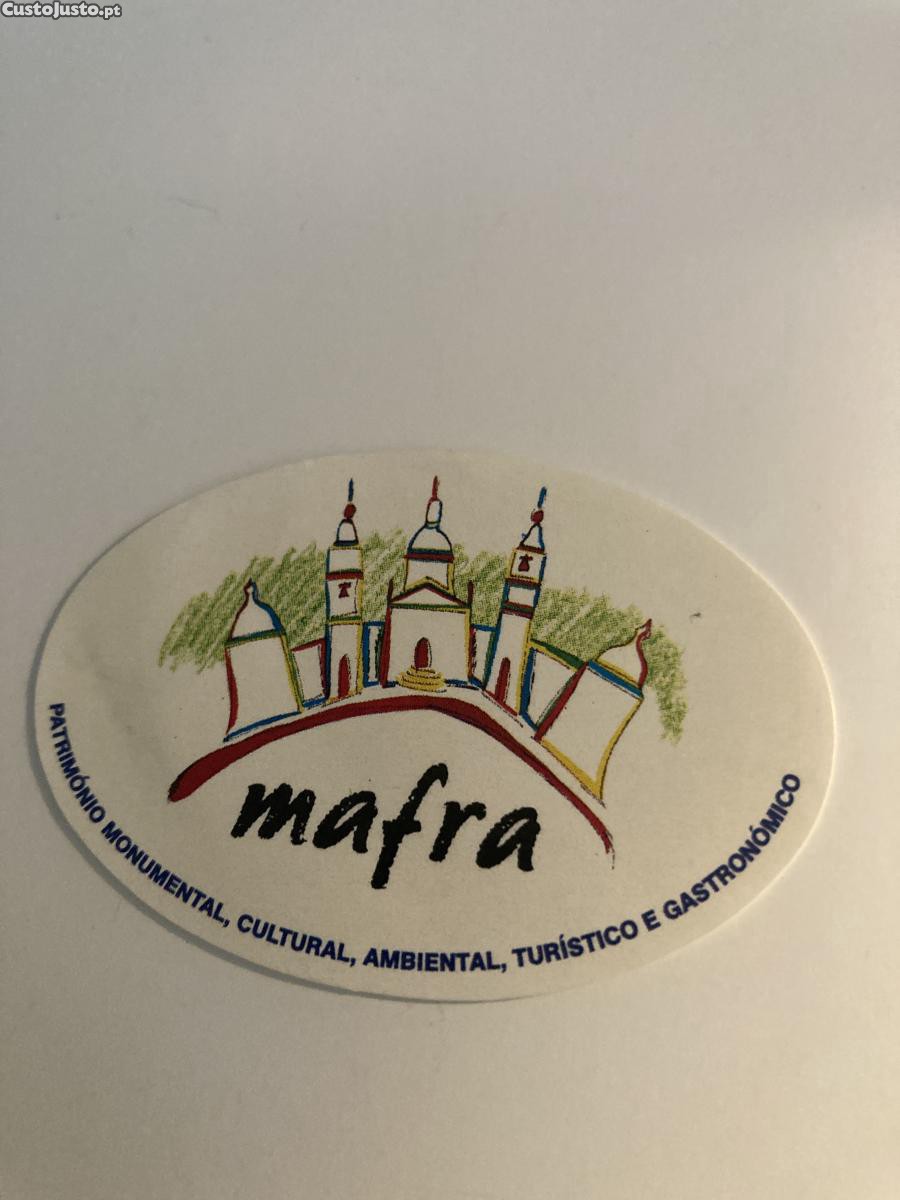 CustoJusto.pt
mafra
PATRIMÓNIO MONUMENTAL, CULTURAL, AMBIENTAL, TURÍSTICO E GASTRONÓMICO